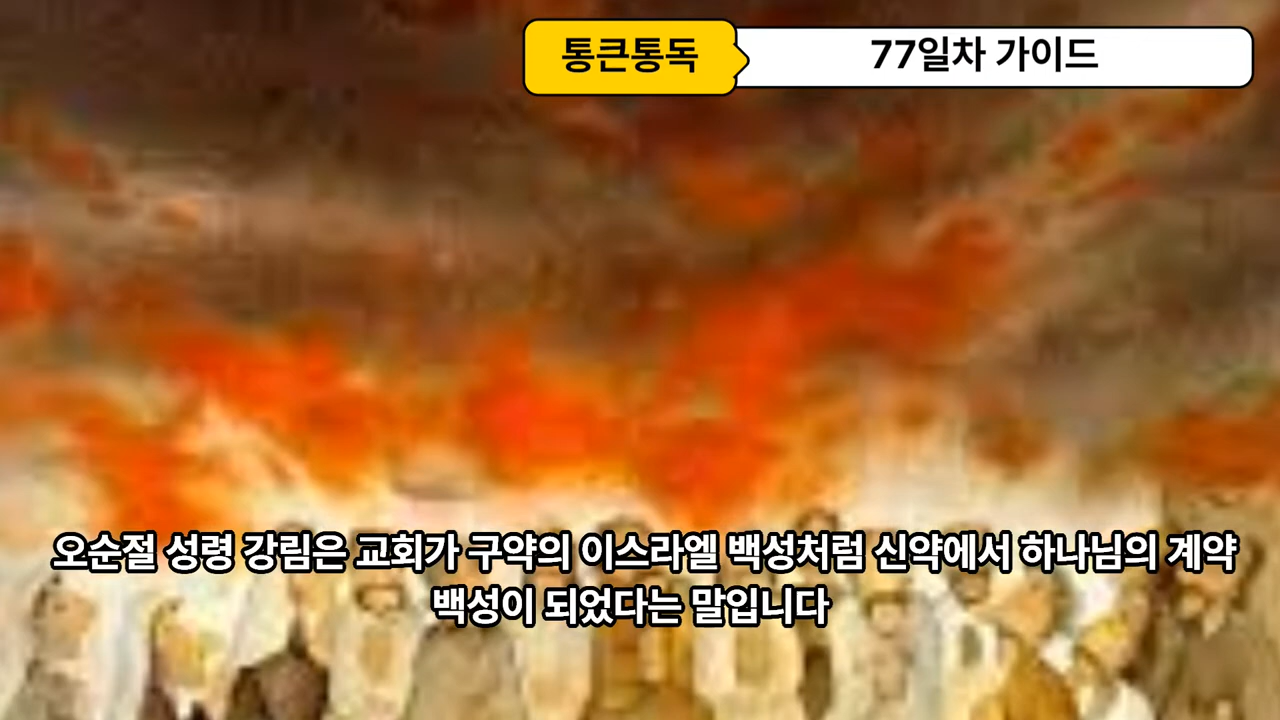 통큰통독
77일차 가이드
오순절 성령 강림은 교회가 구약의 이스라엘 백성처럼 신약에서 하나님의 계약
백성이 되었다는 말입니다